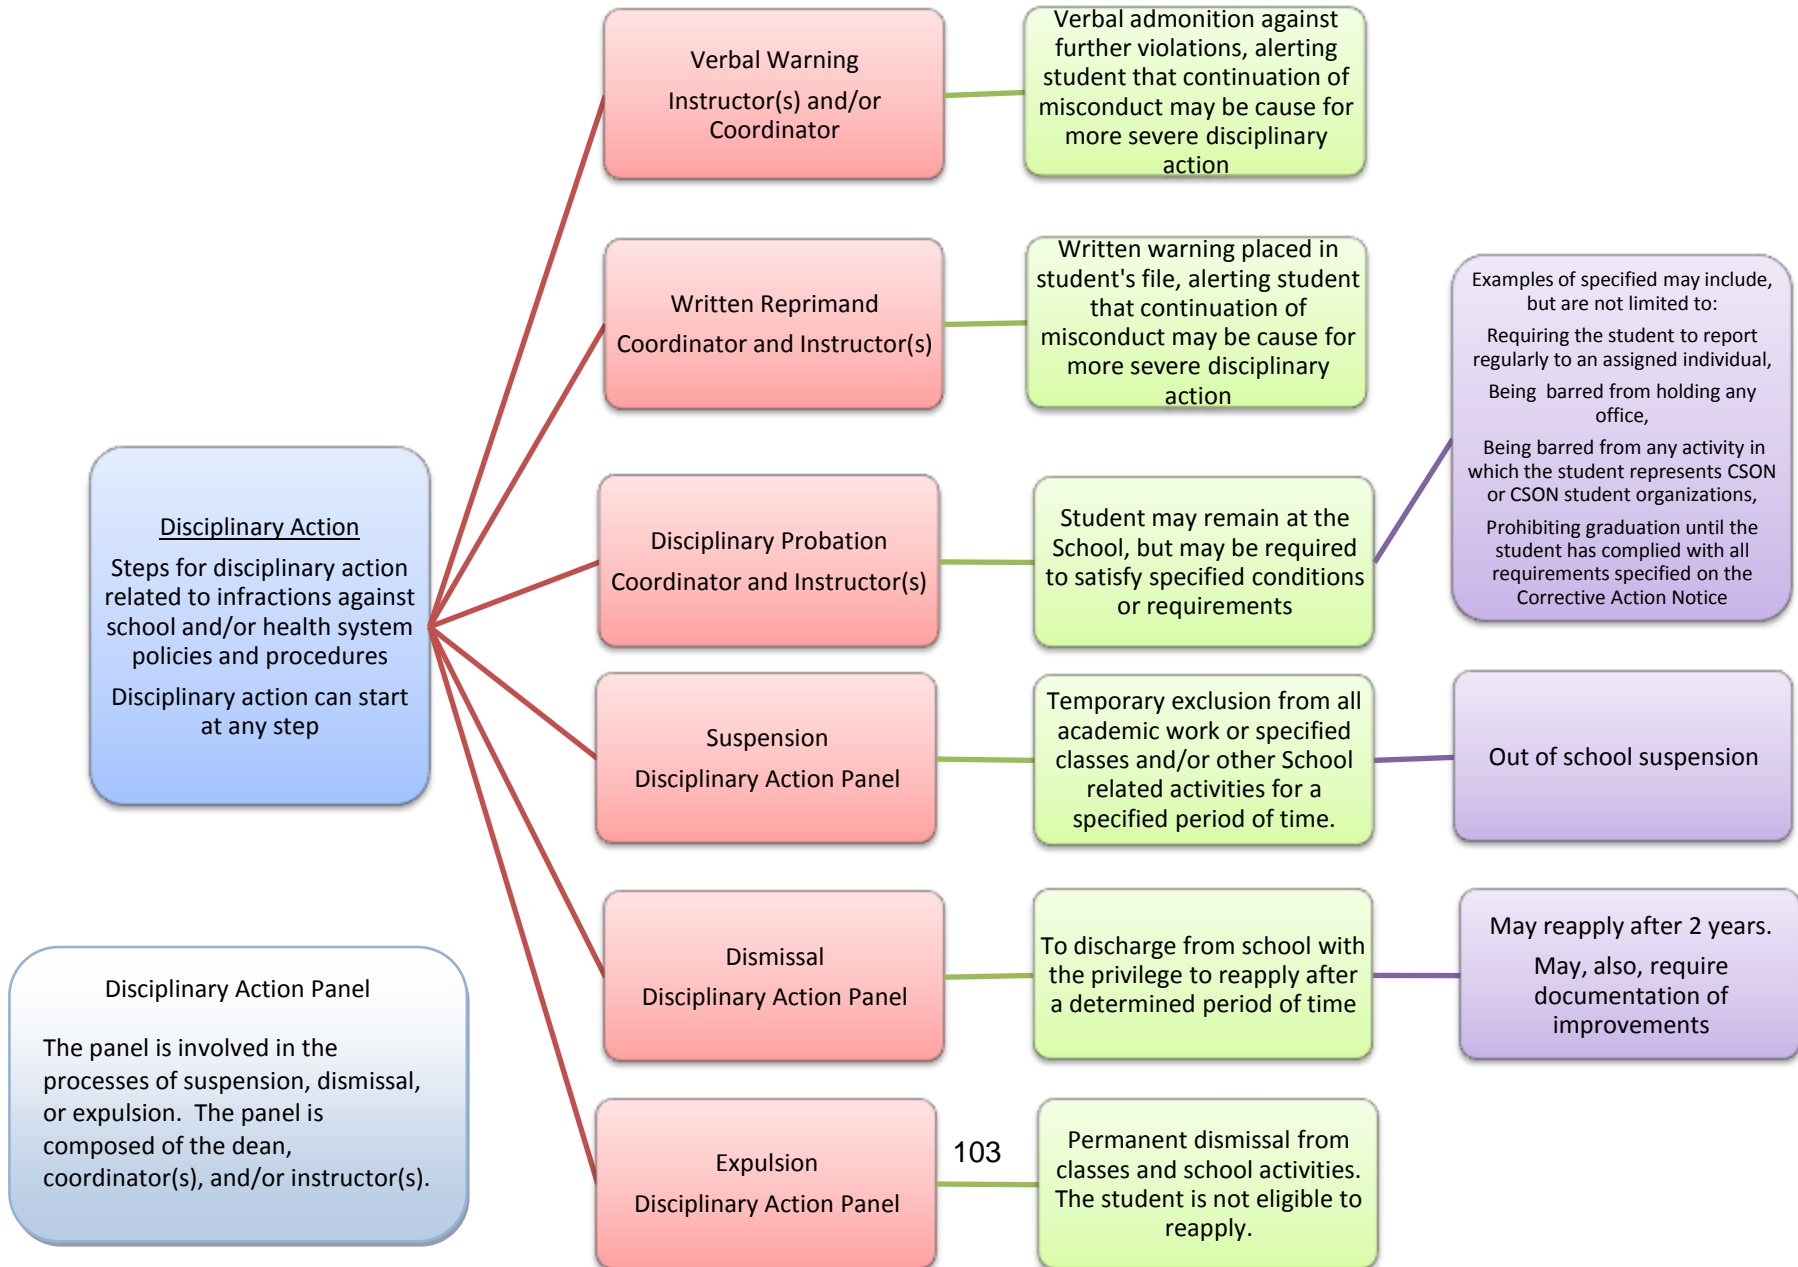 Disciplinary Action
Steps for disciplinary action
related to infractions against
school and/or health system
policies and procedures
Disciplinary action can start
at any step
Verbal Warning
Instructor(s) and/or
Coordinator
Verbal admonition against
further violations, alerting
student that continuation of
misconduct may be cause for
more severe disciplinary
action
Written Reprimand
Coordinator and Instructor(s)
Written warning placed in
student's file, alerting student
that continuation of
misconduct may be cause for
more severe disciplinary
action
Disciplinary Probation
Coordinator and Instructor(s)
Student may remain at the
School, but may be required
to satisfy specified conditions
or requirements
Examples of specified may include,
but are not limited to:
Requiring the student to report
regularly to an assigned individual,
Being  barred from holding any
office,
Being barred from any activity in
which the student represents CSON
or CSON student organizations,
Prohibiting graduation until the
student has complied with all
requirements specified on the
Corrective Action Notice
Suspension
Disciplinary Action Panel
Temporary exclusion from all
academic work or specified
classes and/or other School
related activities for a
specified period of time.
Out of school suspension
Dismissal
Disciplinary Action Panel
To discharge from school with
the privilege to reapply after
a determined period of time
May reapply after 2 years.
May, also, require
documentation of
improvements
Expulsion
Disciplinary Action Panel
103
Permanent dismissal from
classes and school activities.
The student is not eligible to
reapply.
Disciplinary Action Panel
The panel is involved in the
processes of suspension, dismissal,
or expulsion.  The panel is
composed of the dean,
coordinator(s), and/or instructor(s).